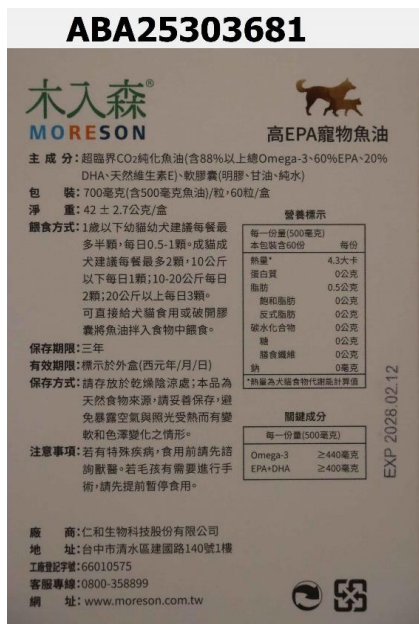 ABA25303681
木入森®
MORESON
高EPA寵物魚油
主成分:超臨界CO2純化魚油(含88%以上總Omega-3、60%EPA、20%
DHA、天然維生素E)、軟膠囊(明膠、甘油、純水)
包裝:700毫克(含500毫克魚油)/粒,60粒/盒
淨重:42 ± 2.7公克/盒
餵食方式:1歲以下幼貓幼犬建議每餐最
多半顆,每日0.5-1顆。成貓成
犬建議每餐最多2顆,10公斤
以下每日1顆;10-20公斤每日
2顆;20公斤以上每日3顆。
可直接給犬貓食用或破開膠
囊將魚油拌入食物中餵食。
保存期限:三年
有效期限:標示於外盒(西元年/月/日)
保存方式:請存放於乾燥陰涼處;本品為
天然食物來源,請妥善保存,避
免暴露空氣與照光受熱而有變
軟和色澤變化之情形。
注意事項:若有特殊疾病,食用前請先諮
詢獸醫。若毛孩有需要進行手
術,請先提前暫停食用。
營養標示
每一份量(500毫克)
本包裝含60份 每份
熱量* 4.3大卡
蛋白質 0公克
脂肪 0.5公克
飽和脂肪 0公克
反式脂肪 0公克
碳水化合物 0公克
糖 0公克
膳食纖維 0公克
鈉 0毫克
*熱量為犬貓食物代謝能計算值
關鍵成分
每一份量(500毫克)
Omega-3 ≥440毫克
EPA+DHA ≥400毫克
EXP 2028.02.12
廠商:仁和生物科技股份有限公司
地址:台中市清水區建國路140號1樓
工廠登記字號:66010575
客服專線:0800-358899
網址:www.moreson.com.tw